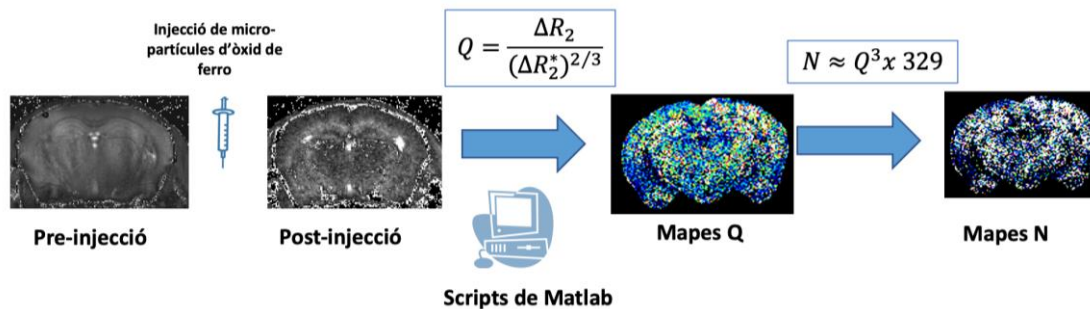 Injecció de micro-
partícules d'òxid de
ferro
Q = ΔR₂ / (ΔR₂*)^{2/3}
N ≈ Q³x 329
Pre-injecció
Post-injecció
Mapes Q
Mapes N
Scripts de Matlab